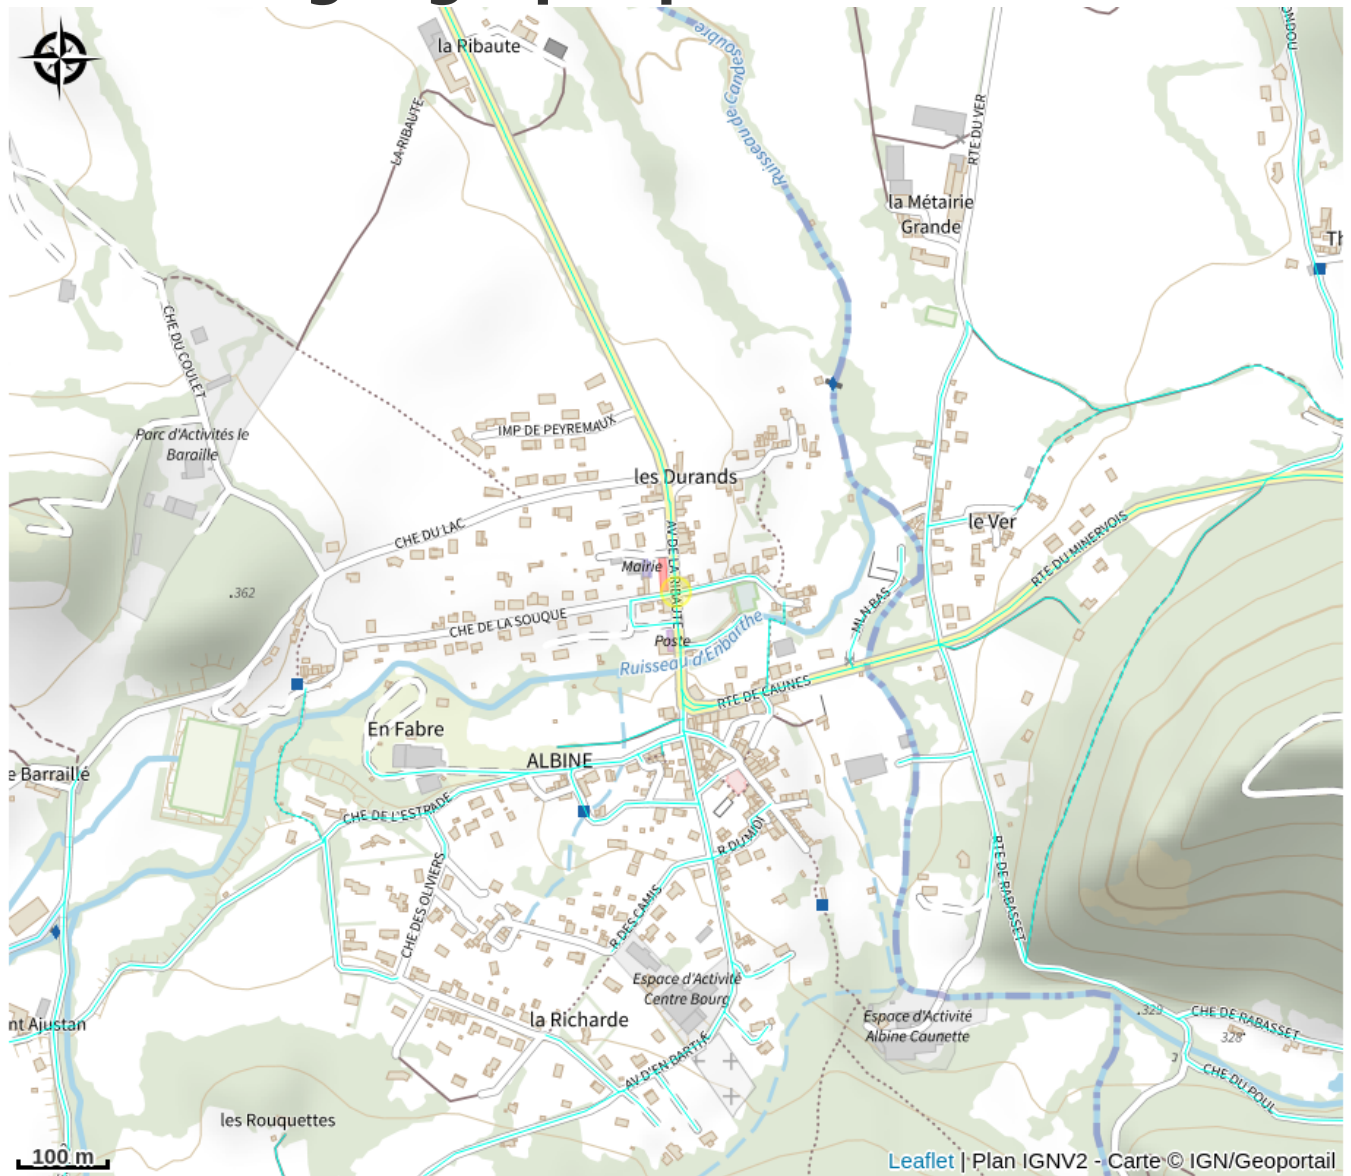 la Ribaute
Ruisseau de Candesoubre
LA RIBAUTE
RTE DU VER
la Métairie
Grande
CHE DU COULET
IMP DE PEYREMAUX
Parc d'Activités le
Baraille
les Durands
CHE DU LAC
AV DE LA RIBAUTE
le Ver
RTE DU MINERVOIS
Mairie
.362
CHE DE LA SOUQUE
MLN BAS
Poste
Ruisseau d'Enbarthe
RTE DE CAUNES
En Fabre
ALBINE
e Barraillé
CHE DE L'ESTRADE
R DU MIDI
CHE DES OLIVIERS
R DES CAMIS
RTE DE RABASSET
Espace d'Activité
Centre Bourg
la Richarde
nt Ajustan
Espace d'Activité
Albine Caunette
.329
CHE DE RABASSET
328
AV D'EN BARTHE
CHE DU POUL
les Rouquettes
100 m
Leaflet | Plan IGNV2 - Carte © IGN/Geoportail